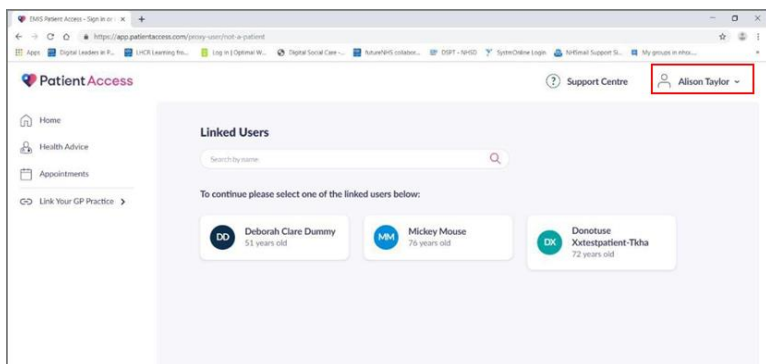 EMIS Patient Access - Sign in or
https://app.patientaccess.com/proxy-user/not-a-patient
Apps Digital Leaders in P... LHCR Learning fro... Log in | Optimal W... Digital Social Care -... futureNHS collabor... DSPT - NHSD SystmOnline Login NHSmail Support Si... My groups in nhss...
PatientAccess
? Support Centre
Alison Taylor
Home
Health Advice
Appointments
Link Your GP Practice
Linked Users
Search by name
To continue please select one of the linked users below:
DD
Deborah Clare Dummy
51 years old
MM
Mickey Mouse
76 years old
DX
Donotuse
Xxtestpatient-Tkha
72 years old